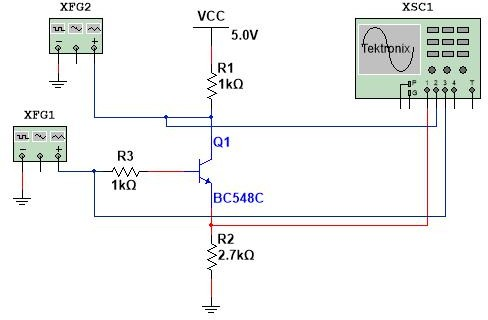 XFG2
VCC
XSC1
5.0V
Tektronix
P
G
1 2 3 4
T
R1
1kΩ
XFG1
Q1
R3
1kΩ
BC548C
R2
2.7kΩ